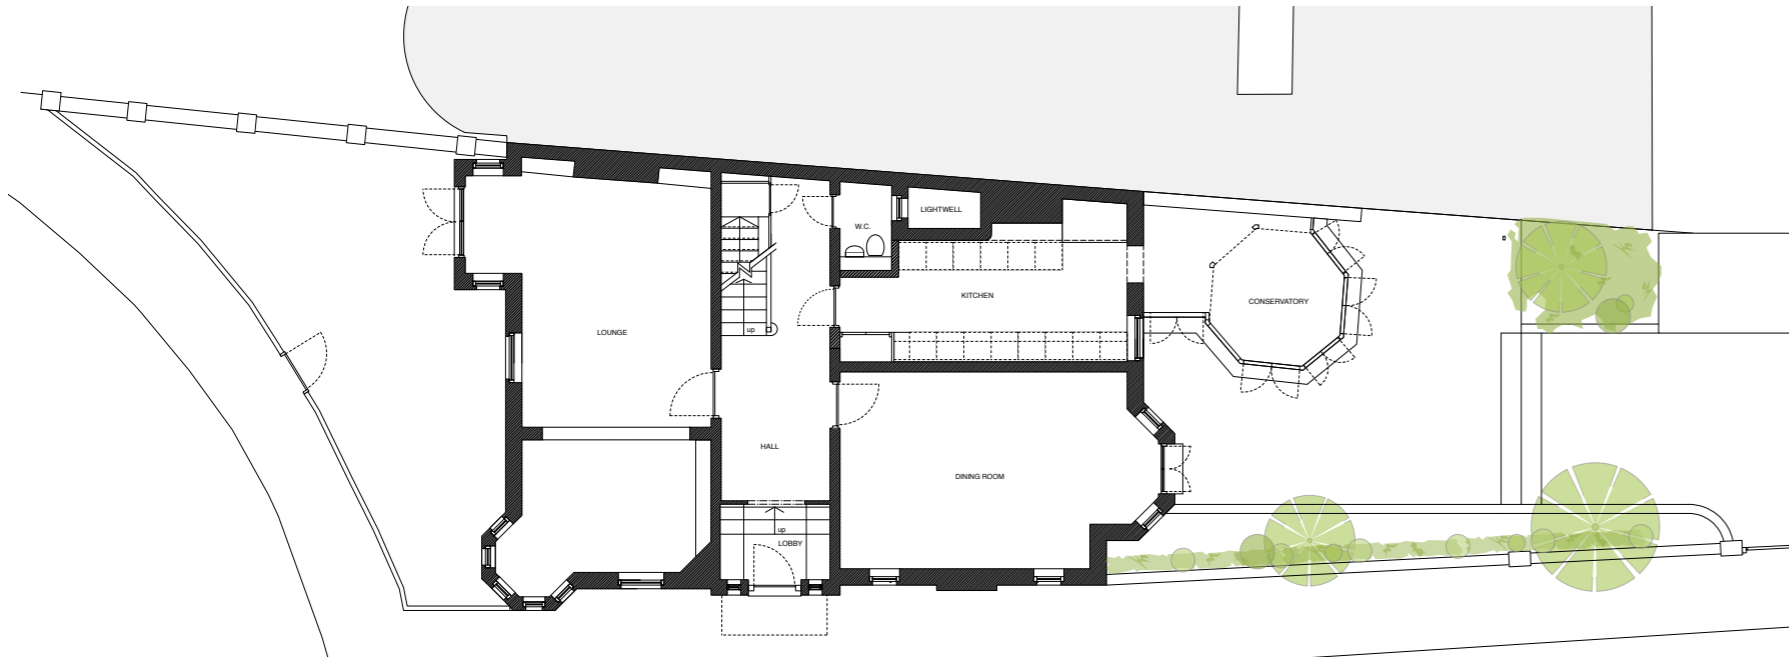 LIGHTWELL
W.C.
KITCHEN
CONSERVATORY
up
LOUNGE
HALL
DINING ROOM
up
LOBBY